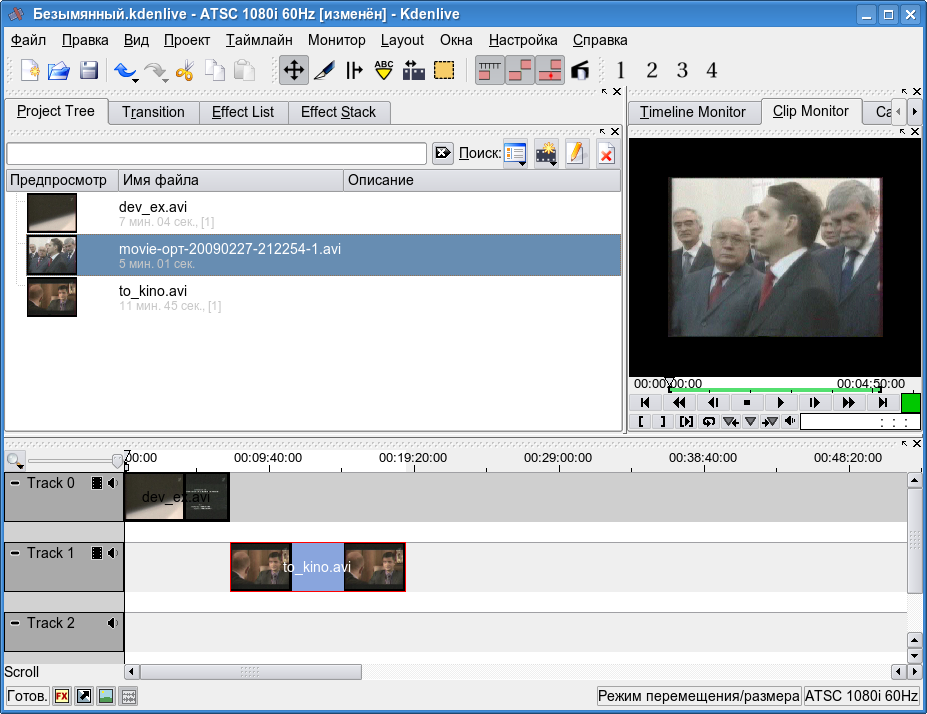 Безымянный.kdenlive - ATSC 1080i 60Hz [изменён] - Kdenlive
Файл Правка Вид Проект Таймлайн Монитор Layout Окна Настройка Справка
ABC 1 2 3 4
Project Tree Transition Effect List Effect Stack
Поиск:
Предпросмотр Имя файла Описание
dev_ex.avi
7 мин. 04 сек., [1]
movie-орт-20090227-212254-1.avi
5 мин. 01 сек.
to_kino.avi
11 мин. 45 сек., [1]
Timeline Monitor Clip Monitor Ca
00:00:00:00 00:04:50:00
: : :
00:00 00:09:40:00 00:19:20:00 00:29:00:00 00:38:40:00 00:48:20:00
Track 0 dev_ex.avi
Track 1 to_kino.avi
Track 2
Scroll
Готов. FX Режим перемещения/размера ATSC 1080i 60Hz